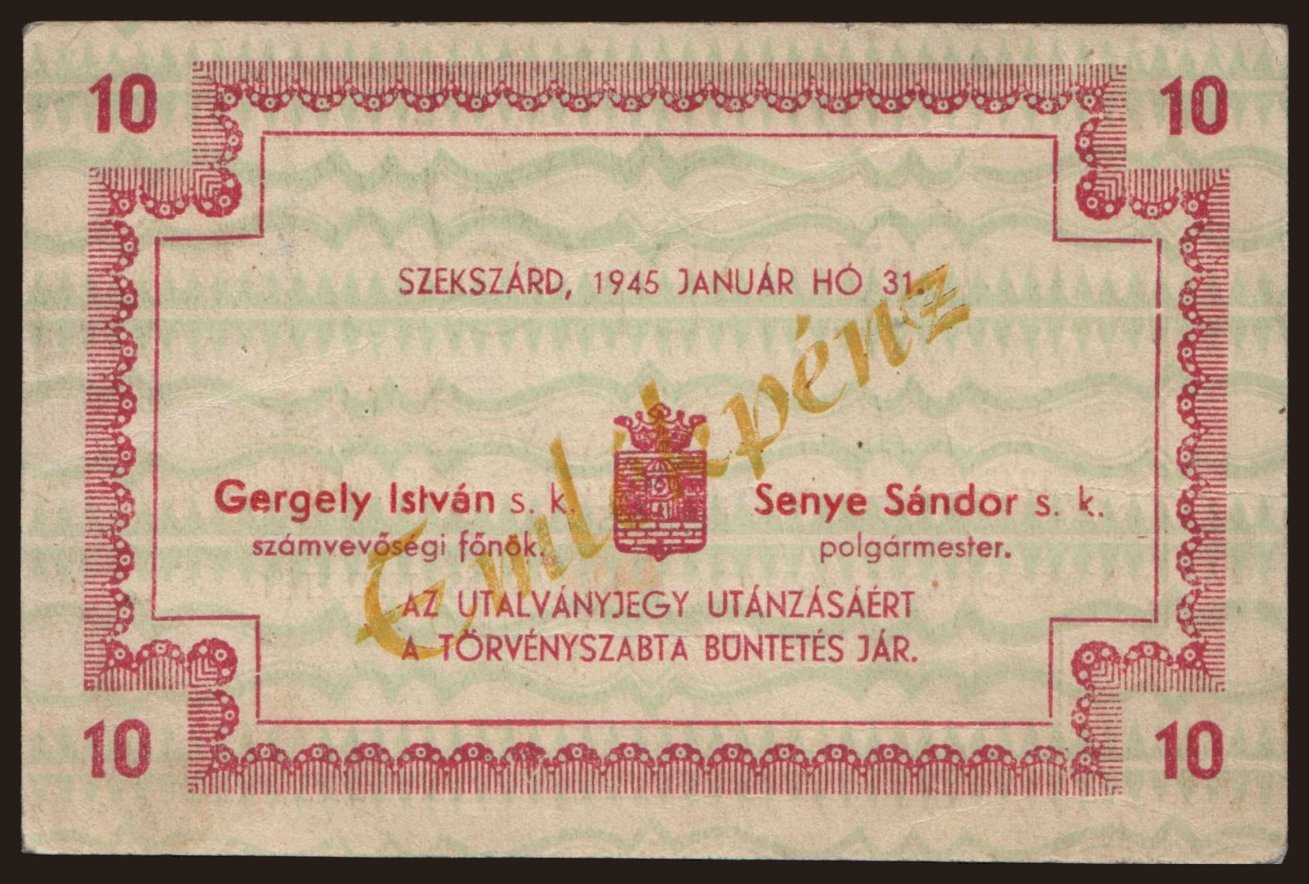 10 10
SZEKSZÁRD, 1945 JANUÁR HÓ 31.
Emlékpénz
Gergely István s. k. Senye Sándor s. k.
számvevőségi főnök. polgármester.
AZ UTALVÁNYJEGY UTÁNZÁSÁÉRT
A TÖRVÉNYSZABTA BÜNTETÉS JÁR.
10 10